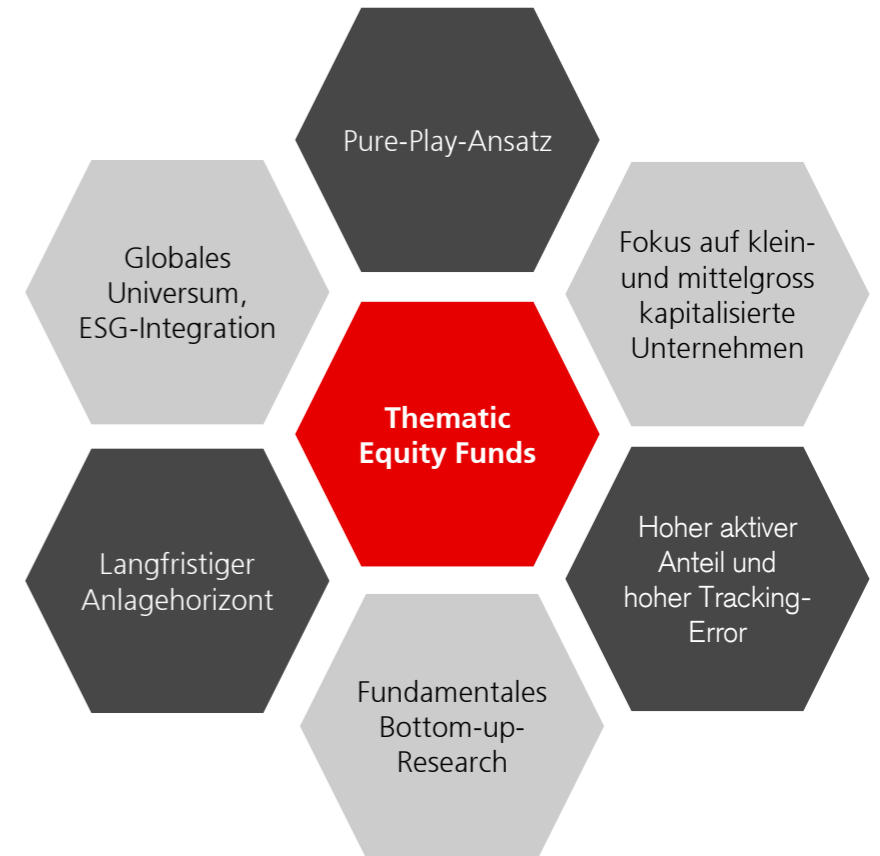 Pure-Play-Ansatz
Globales
Universum,
ESG-Integration
Fokus auf klein-
und mittelgross
kapitalisierte
Unternehmen
Thematic
Equity Funds
Langfristiger
Anlagehorizont
Hoher aktiver
Anteil und
hoher Tracking-
Error
Fundamentales
Bottom-up-
Research